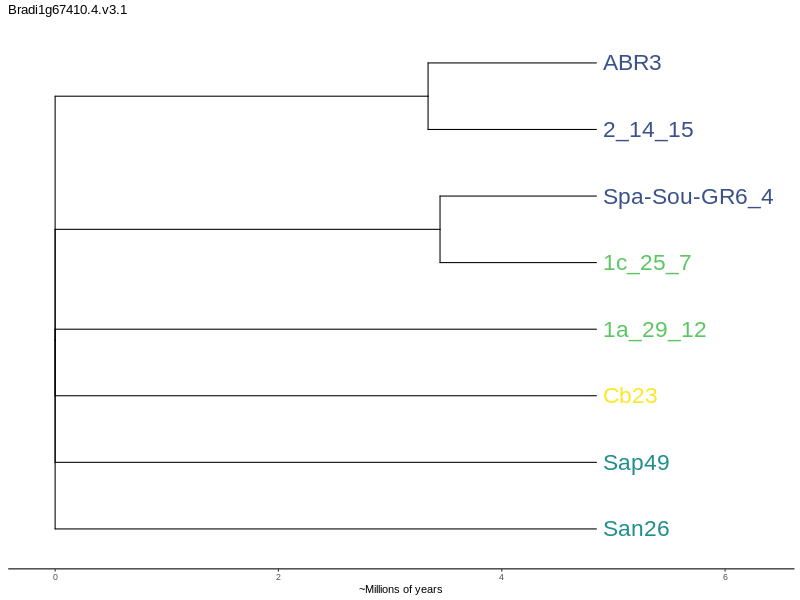 Bradi1g67410.4.v3.1
ABR3
2_14_15
Spa-Sou-GR6_4
1c_25_7
1a_29_12
Cb23
Sap49
San26
0 2 4 6
~Millions of years